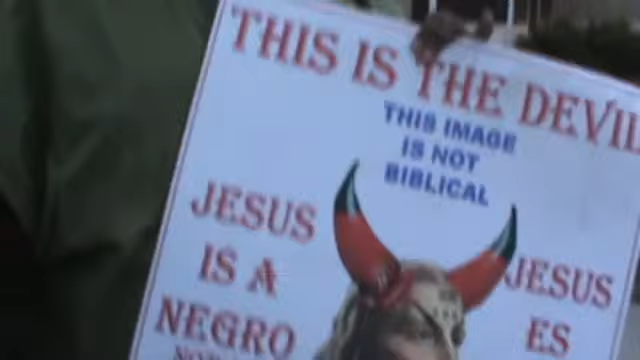 THIS IS THE DEVIL
THIS IMAGE
IS NOT
BIBLICAL
JESUS
IS A
NEGRO
JESUS
ES